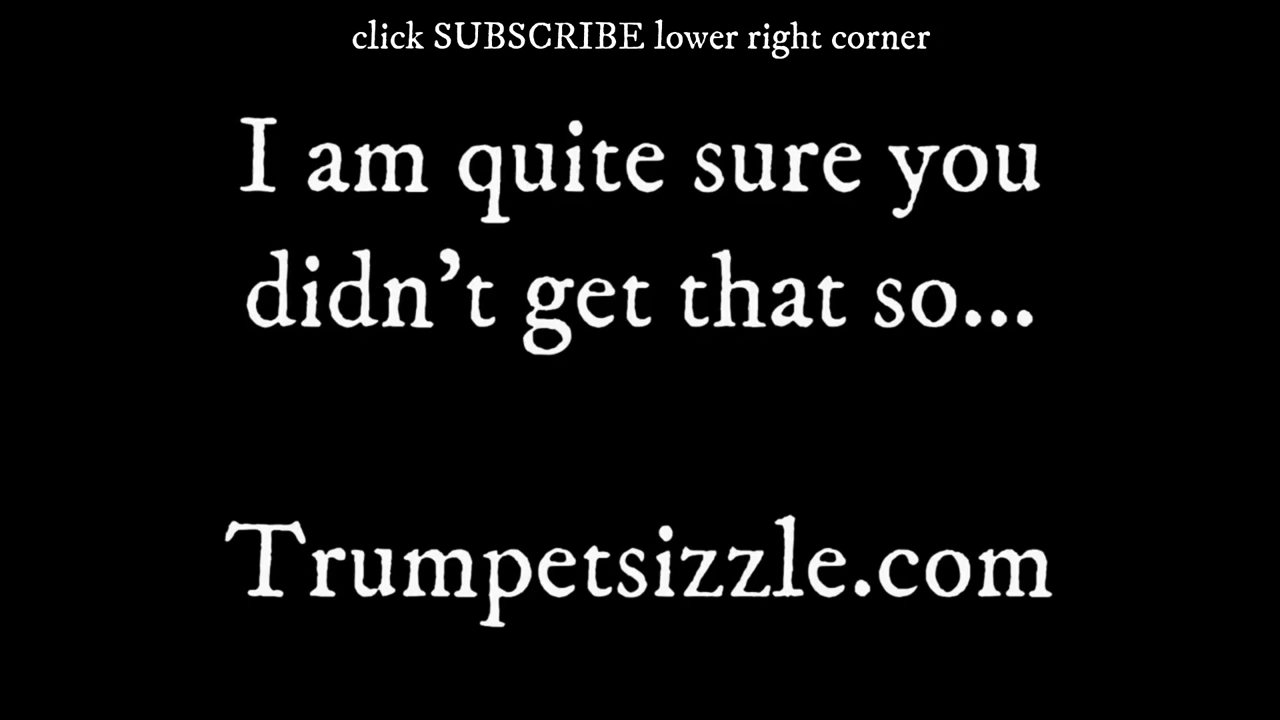 click SUBSCRIBE lower right corner
I am quite sure you
didn't get that so...
Trumpetsizzle.com